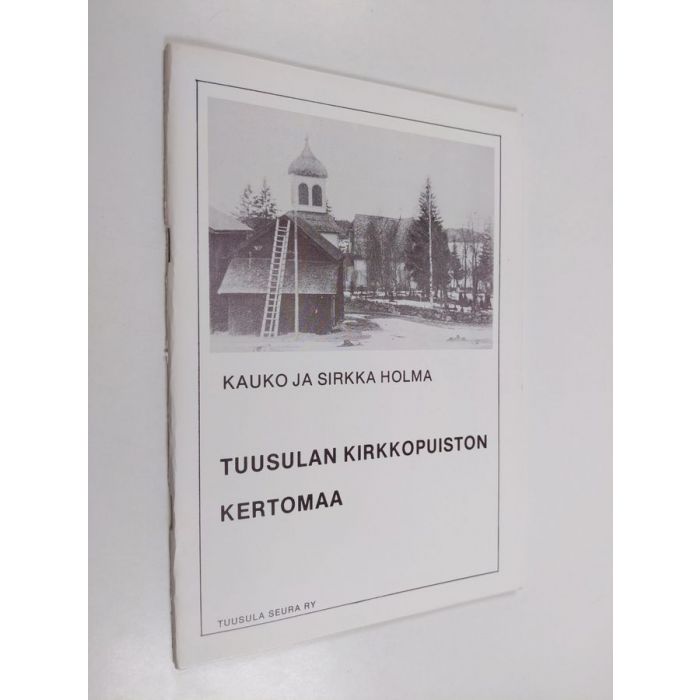 KAUKO JA SIRKKA HOLMA
TUUSULAN KIRKKOPUISTON
KERTOMAA
TUUSULA SEURA RY